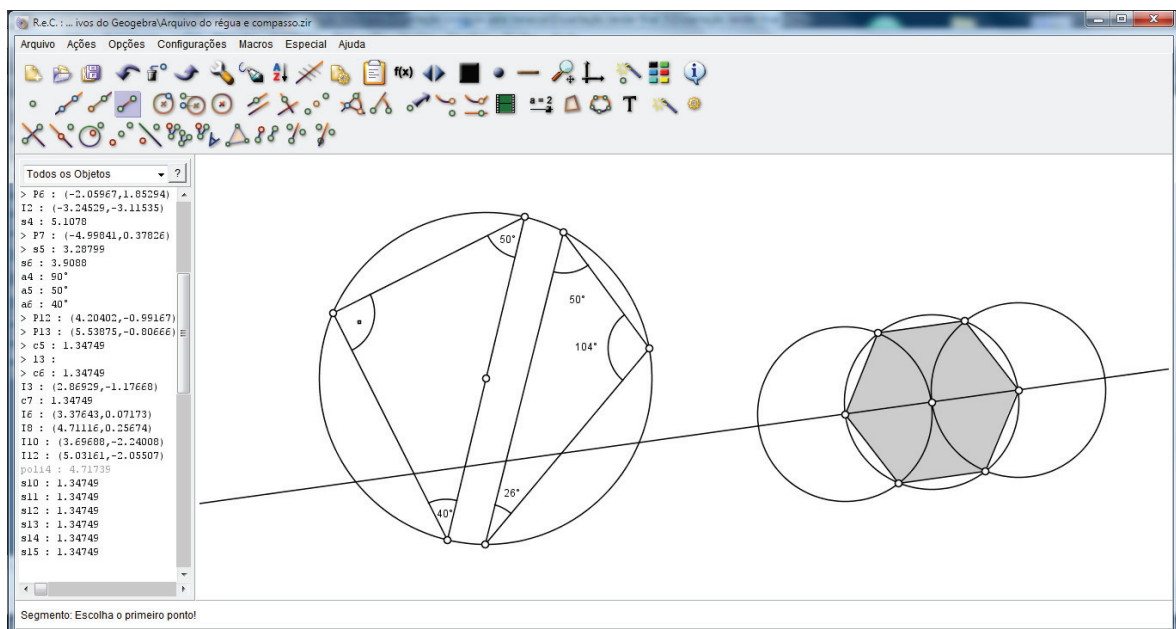 R.e.C. : ... ivos do Geogebra\Arquivo do régua e compasso.zir
Arquivo Ações Opções Configurações Macros Especial Ajuda
f(x)
a=2
T
Todos os Objetos ?
> P6 : (-2.05967,1.85294)
I2 : (-3.24529,-3.11535)
s4 : 5.1078
> P7 : (-4.99841,0.37826)
> s5 : 3.28799
s6 : 3.9088
a4 : 90°
a5 : 50°
a6 : 40°
> P12 : (4.20402,-0.99167)
> P13 : (5.53875,-0.80666)
> c5 : 1.34749
> l3 :
> c6 : 1.34749
I3 : (2.86929,-1.17668)
c7 : 1.34749
I6 : (3.37643,0.07173)
I8 : (4.71116,0.25674)
I10 : (3.69688,-2.24008)
I12 : (5.03161,-2.05507)
poli4 : 4.71739
s10 : 1.34749
s11 : 1.34749
s12 : 1.34749
s13 : 1.34749
s14 : 1.34749
s15 : 1.34749
50°
50°
104°
26°
40°
Segmento: Escolha o primeiro ponto!